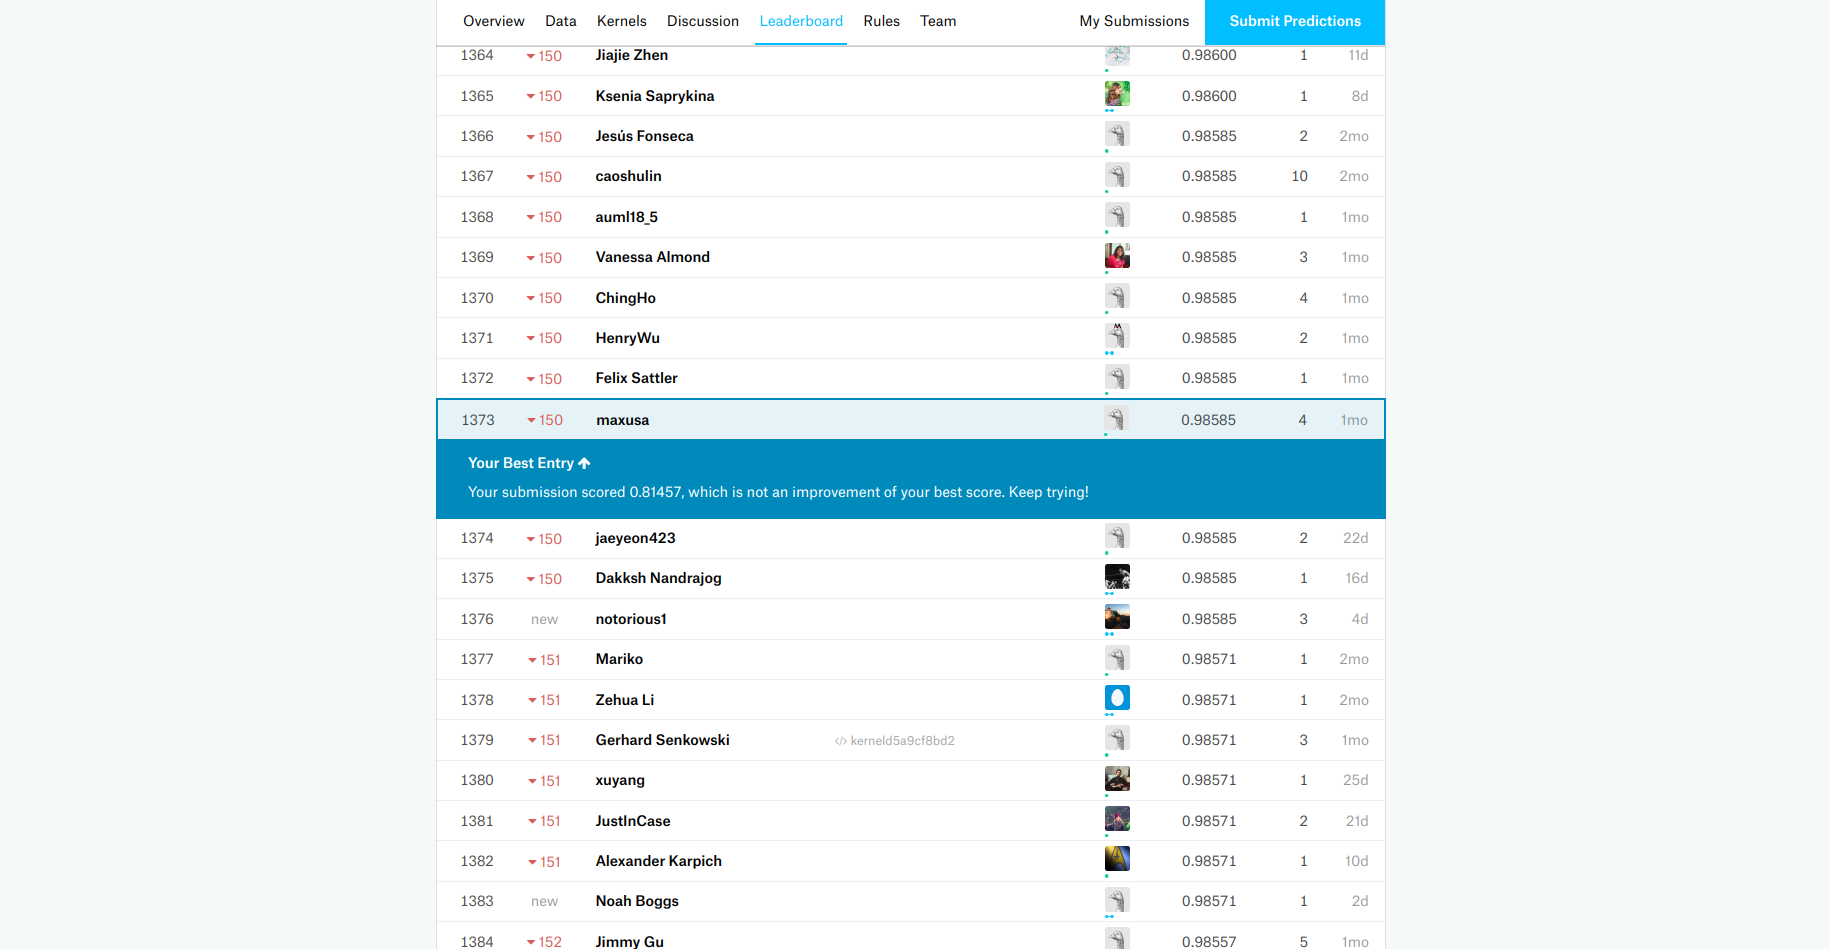 Overview Data Kernels Discussion Leaderboard Rules Team My Submissions Submit Predictions
1364 150 Jiajie Zhen 0.98600 1 11d
1365 150 Ksenia Saprykina 0.98600 1 8d
1366 150 Jesús Fonseca 0.98585 2 2mo
1367 150 caoshulin 0.98585 10 2mo
1368 150 auml18_5 0.98585 1 1mo
1369 150 Vanessa Almond 0.98585 3 1mo
1370 150 ChingHo 0.98585 4 1mo
1371 150 HenryWu 0.98585 2 1mo
1372 150 Felix Sattler 0.98585 1 1mo
1373 150 maxusa 0.98585 4 1mo
Your Best Entry
Your submission scored 0.81457, which is not an improvement of your best score. Keep trying!
1374 150 jaeyeon423 0.98585 2 22d
1375 150 Dakksh Nandrajog 0.98585 1 16d
1376 new notorious1 0.98585 3 4d
1377 151 Mariko 0.98571 1 2mo
1378 151 Zehua Li 0.98571 1 2mo
1379 151 Gerhard Senkowski </> kerneld5a9cf8bd2 0.98571 3 1mo
1380 151 xuyang 0.98571 1 25d
1381 151 JustInCase 0.98571 2 21d
1382 151 Alexander Karpich 0.98571 1 10d
1383 new Noah Boggs 0.98571 1 2d
1384 152 Jimmy Gu 0.98557 5 1mo